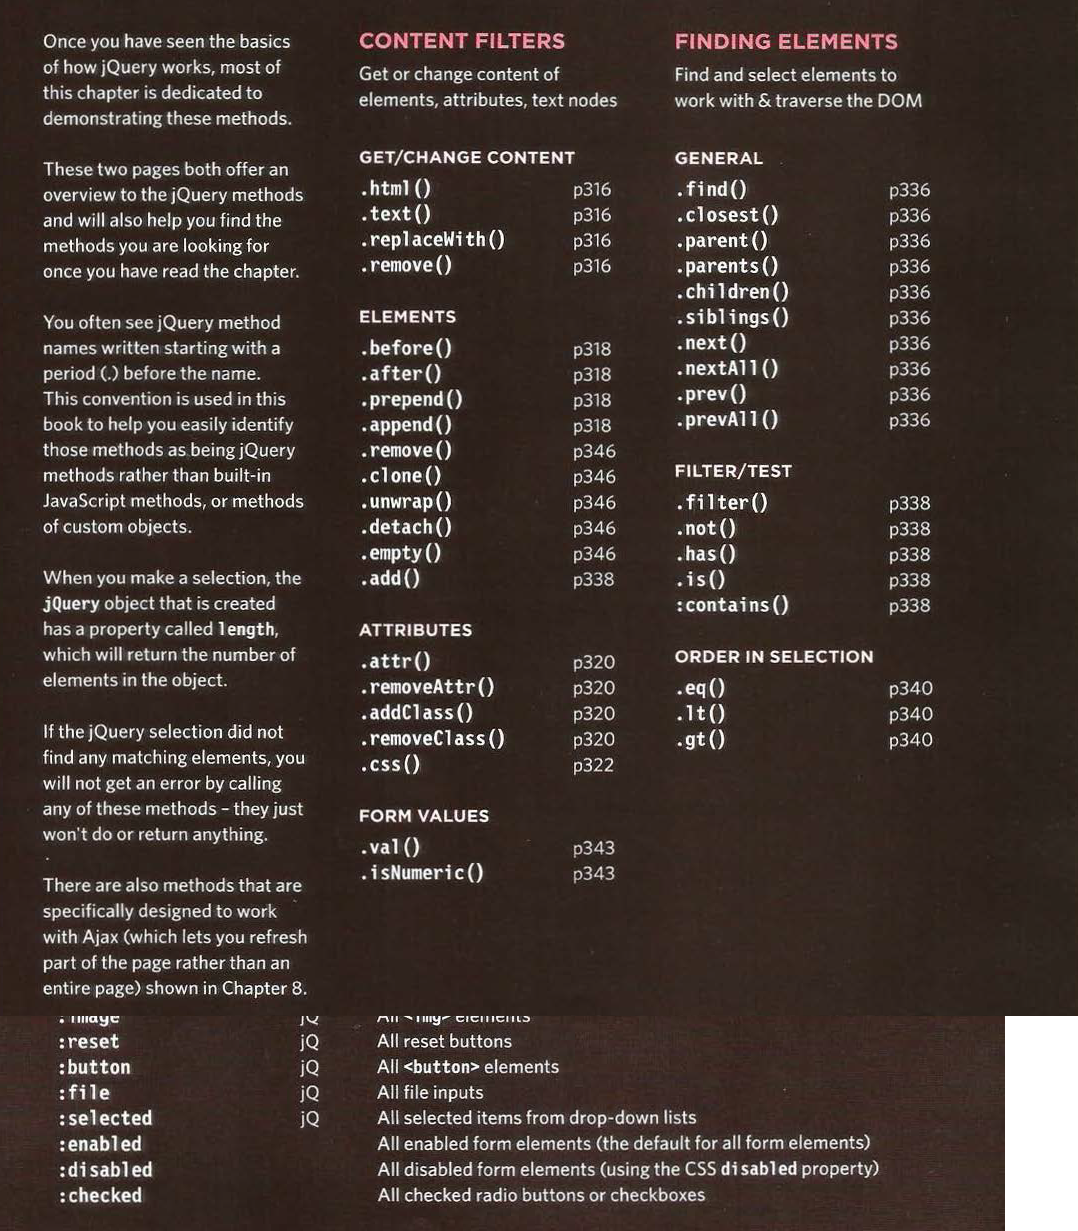 Once you have seen the basics
of how jQuery works, most of
this chapter is dedicated to
demonstrating these methods.
These two pages both offer an
overview to the jQuery methods
and will also help you find the
methods you are looking for
once you have read the chapter.
You often see jQuery method
names written starting with a
period (.) before the name.
This convention is used in this
book to help you easily identify
those methods as being jQuery
methods rather than built-in
JavaScript methods, or methods
of custom objects.
When you make a selection, the
jQuery object that is created
has a property called length,
which will return the number of
elements in the object.
If the jQuery selection did not
find any matching elements, you
will not get an error by calling
any of these methods – they just
won't do or return anything.
There are also methods that are
specifically designed to work
with Ajax (which lets you refresh
part of the page rather than an
entire page) shown in Chapter 8.
CONTENT FILTERS
Get or change content of
elements, attributes, text nodes
GET/CHANGE CONTENT
.html() p316
.text() p316
.replaceWith() p316
.remove() p316
ELEMENTS
.before() p318
.after() p318
.prepend() p318
.append() p318
.remove() p346
.clone() p346
.unwrap() p346
.detach() p346
.empty() p346
.add() p338
ATTRIBUTES
.attr() p320
.removeAttr() p320
.addClass() p320
.removeClass() p320
.css() p322
FORM VALUES
.val() p343
.isNumeric() p343
FINDING ELEMENTS
Find and select elements to
work with & traverse the DOM
GENERAL
.find() p336
.closest() p336
.parent() p336
.parents() p336
.children() p336
.siblings() p336
.next() p336
.nextAll() p336
.prev() p336
.prevAll() p336
FILTER/TEST
.filter() p338
.not() p338
.has() p338
.is() p338
:contains() p338
ORDER IN SELECTION
.eq() p340
.lt() p340
.gt() p340
:image jQ All <img> elements
:reset jQ All reset buttons
:button jQ All <button> elements
:file jQ All file inputs
:selected jQ All selected items from drop-down lists
:enabled All enabled form elements (the default for all form elements)
:disabled All disabled form elements (using the CSS disabled property)
:checked All checked radio buttons or checkboxes